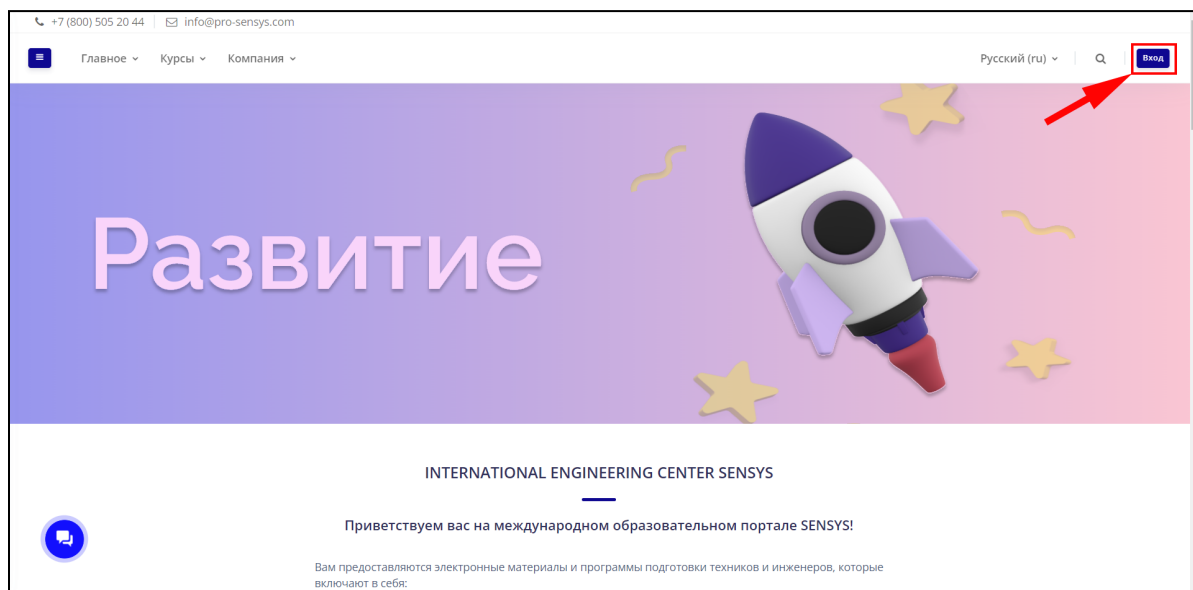 +7 (800) 505 20 44 info@pro-sensys.com
Главное Курсы Компания Русский (ru) Вход
Развитие
INTERNATIONAL ENGINEERING CENTER SENSYS
Приветствуем вас на международном образовательном портале SENSYS!
Вам предоставляются электронные материалы и программы подготовки техников и инженеров, которые
включают в себя: